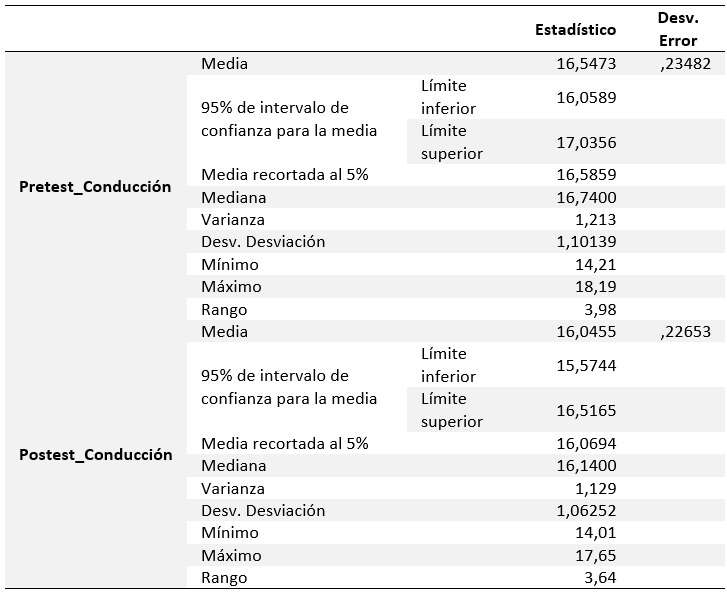 Estadístico Desv. Error
Pretest_Conducción
Media 16,5473 ,23482
95% de intervalo de confianza para la media Límite inferior 16,0589
Límite superior 17,0356
Media recortada al 5% 16,5859
Mediana 16,7400
Varianza 1,213
Desv. Desviación 1,10139
Mínimo 14,21
Máximo 18,19
Rango 3,98
Postest_Conducción
Media 16,0455 ,22653
95% de intervalo de confianza para la media Límite inferior 15,5744
Límite superior 16,5165
Media recortada al 5% 16,0694
Mediana 16,1400
Varianza 1,129
Desv. Desviación 1,06252
Mínimo 14,01
Máximo 17,65
Rango 3,64